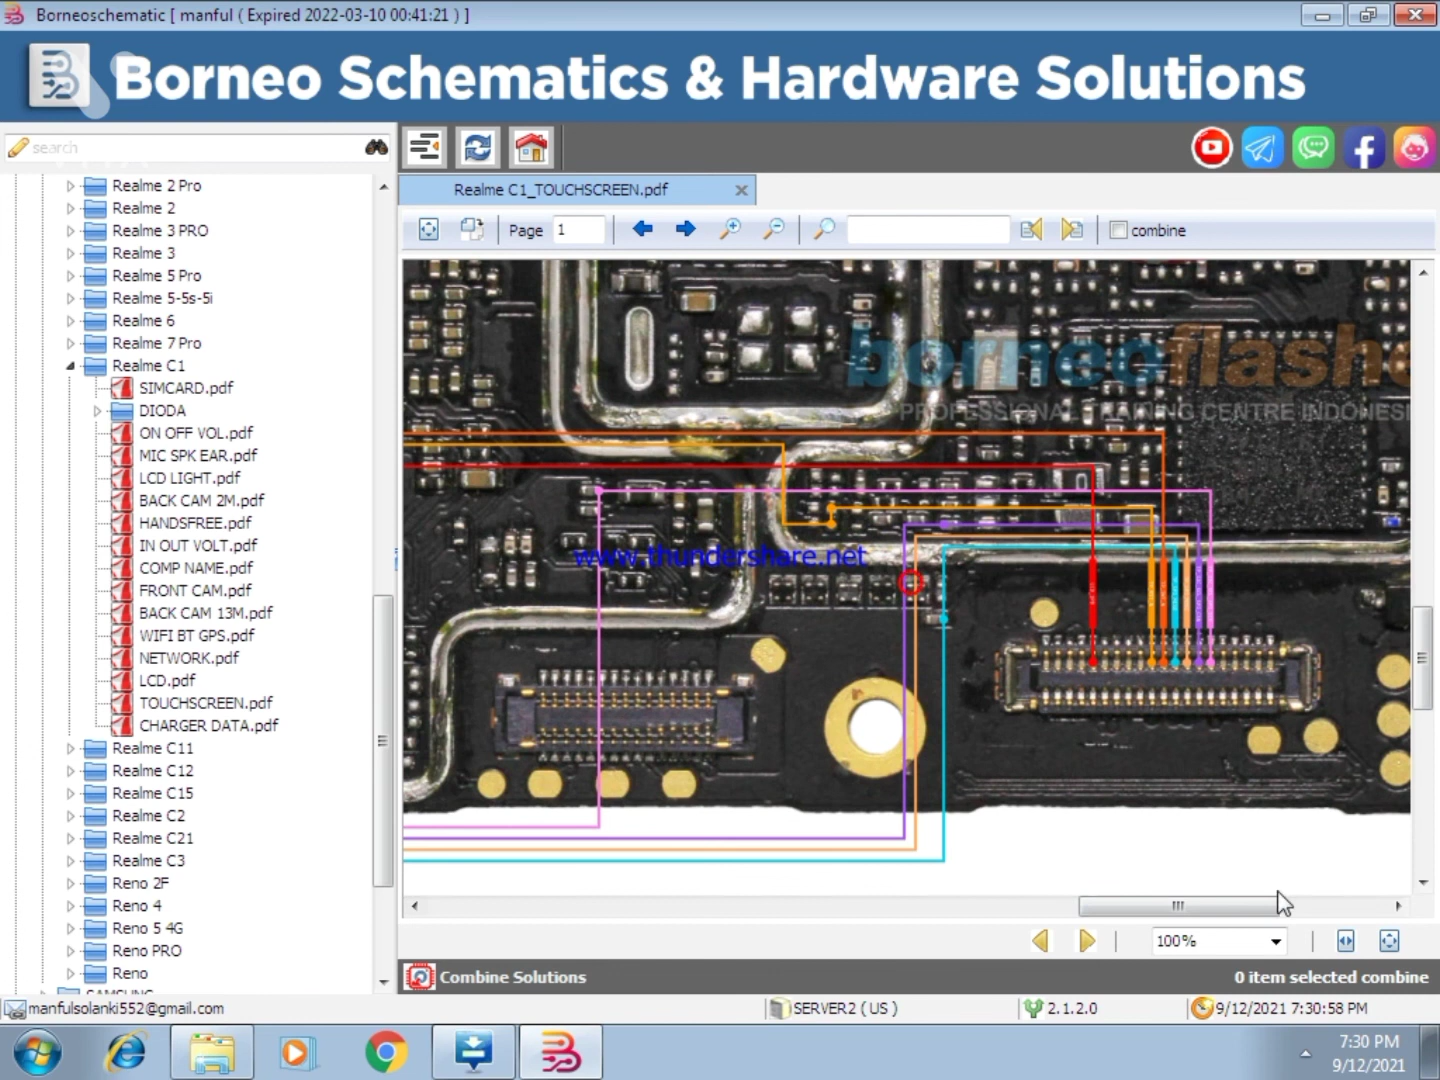 Borneoschematic [ manful ( Expired 2022-03-10 00:41:21 ) ]
Borneo Schematics & Hardware Solutions
search
Realme C1_TOUCHSCREEN.pdf
Page 1
combine
Realme 2 Pro
Realme 2
Realme 3 PRO
Realme 3
Realme 5 Pro
Realme 5-5s-5i
Realme 6
Realme 7 Pro
Realme C1
SIMCARD.pdf
DIODA
ON OFF VOL.pdf
MIC SPK EAR.pdf
LCD LIGHT.pdf
BACK CAM 2M.pdf
HANDSFREE.pdf
IN OUT VOLT.pdf
COMP NAME.pdf
FRONT CAM.pdf
BACK CAM 13M.pdf
WIFI BT GPS.pdf
NETWORK.pdf
LCD.pdf
TOUCHSCREEN.pdf
CHARGER DATA.pdf
Realme C11
Realme C12
Realme C15
Realme C2
Realme C21
Realme C3
Reno 2F
Reno 4
Reno 5 4G
Reno PRO
Reno
SAMSUNG
borneoflashe
PROFESSIONAL TRAINING CENTRE INDONESI
www.thundershare.net
100%
Combine Solutions
0 item selected combine
manfulsolanki552@gmail.com
SERVER2 ( US )
2.1.2.0
9/12/2021 7:30:58 PM
7:30 PM
9/12/2021